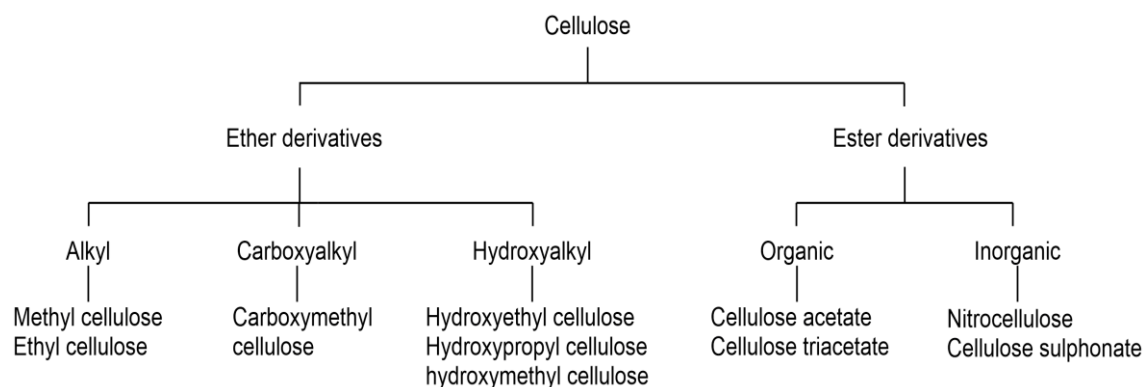 Cellulose
Ether derivatives
Ester derivatives
Alkyl
Carboxyalkyl
Hydroxyalkyl
Organic
Inorganic
Methyl cellulose
Ethyl cellulose
Carboxymethyl
cellulose
Hydroxyethyl cellulose
Hydroxypropyl cellulose
hydroxymethyl cellulose
Cellulose acetate
Cellulose triacetate
Nitrocellulose
Cellulose sulphonate